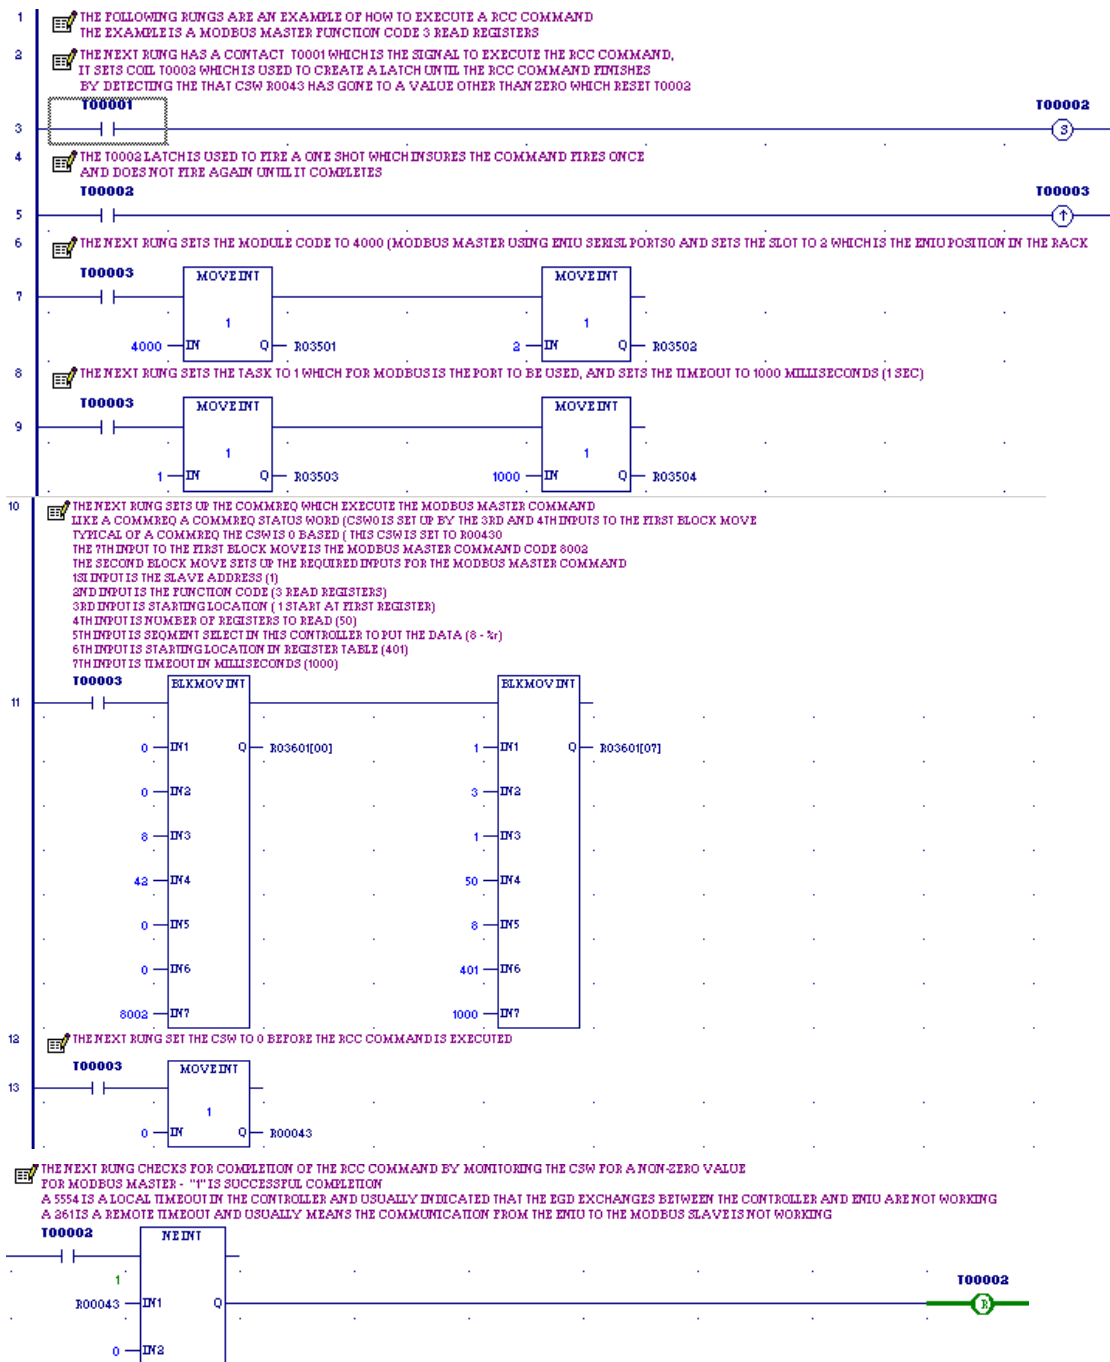 1 THE FOLLOWING RUNGS ARE AN EXAMPLE OF HOW TO EXECUTE A RCC COMMAND
THE EXAMPLE IS A MODBUS MASTER FUNCTION CODE 3 READ REGISTERS
2 THE NEXT RUNG HAS A CONTACT T0001 WHICH IS THE SIGNAL TO EXECUTE THE RCC COMMAND,
IT SETS COIL T0002 WHICH IS USED TO CREATE A LATCH UNTIL THE RCC COMMAND FINISHES
BY DETECTING THE THAT CSW R0043 HAS GONE TO A VALUE OTHER THAN ZERO WHICH RESET T0002
T00001 T00002
3 S
4 THE T0002 LATCH IS USED TO FIRE A ONE SHOT WHICH INSURES THE COMMAND FIRES ONCE
AND DOES NOT FIRE AGAIN UNTIL IT COMPLETES
T00002 T00003
5 ↑
6 THE NEXT RUNG SETS THE MODULE CODE TO 4000 (MODBUS MASTER USING ENIU SERISL PORTS0 AND SETS THE SLOT TO 2 WHICH IS THE ENIU POSITION IN THE RACK
T00003 MOVE INT MOVE INT
7
1 1
4000 IN Q R03501 2 IN Q R03502
8 THE NEXT RUNG SETS THE TASK TO 1 WHICH FOR MODBUS IS THE PORT TO BE USED, AND SETS THE TIMEOUT TO 1000 MILLISECONDS (1 SEC)
T00003 MOVE INT MOVE INT
9
1 1
1 IN Q R03503 1000 IN Q R03504
10 THE NEXT RUNG SETS UP THE COMMREQ WHICH EXECUTE THE MODBUS MASTER COMMAND
LIKE A COMMREQ A COMMREQ STATUS WORD (CSW0 IS SET UP BY THE 3RD AND 4TH INPUTS TO THE FIRST BLOCK MOVE
TYPICAL OF A COMMREQ THE CSW IS 0 BASED ( THIS CSW IS SET TO R00430
THE 7TH INPUT TO THE FIRST BLOCK MOVE IS THE MODBUS MASTER COMMAND CODE 8002
THE SECOND BLOCK MOVE SETS UP THE REQUIRED INPUTS FOR THE MODBUS MASTER COMMAND
1SI INPUT IS THE SLAVE ADDRESS (1)
2ND INPUT IS THE FUNCTION CODE (3 READ REGISTERS)
3RD INPUT IS STARTING LOCATION ( 1 START AT FIRST REGISTER)
4TH INPUT IS NUMBER OF REGISTERS TO READ (50)
5TH INPUT IS SEQMENT SELECT IN THIS CONTROLLER TO PUT THE DATA (8 - %r)
6TH INPUT IS STARTING LOCATION IN REGISTER TABLE (401)
7TH INPUT IS TIMEOUT IN MILLISECONDS (1000)
T00003 BLKMOV INT BLKMOV INT
11
0 IN1 Q R03601[00] 1 IN1 Q R03601[07]
0 IN2 3 IN2
8 IN3 1 IN3
42 IN4 50 IN4
0 IN5 8 IN5
0 IN6 401 IN6
8002 IN7 1000 IN7
12 THE NEXT RUNG SET THE CSW TO 0 BEFORE THE RCC COMMAND IS EXECUTED
T00003 MOVE INT
13
1
0 IN Q R00043
THE NEXT RUNG CHECKS FOR COMPLETION OF THE RCC COMMAND BY MONITORING THE CSW FOR A NON-ZERO VALUE
FOR MODBUS MASTER - "1" IS SUCCESSFUL COMPLETION
A 5554 IS A LOCAL TIMEOUT IN THE CONTROLLER AND USUALLY INDICATED THAT THE EGD EXCHANGES BETWEEN THE CONTROLLER AND ENIU ARE NOT WORKING
A 261 IS A REMOTE TIMEOUT AND USUALLY MEANS THE COMMUNICATION FROM THE ENIU TO THE MODBUS SLAVE IS NOT WORKING
T00002 NE INT
1 T00002
R00043 IN1 Q R
0 IN2